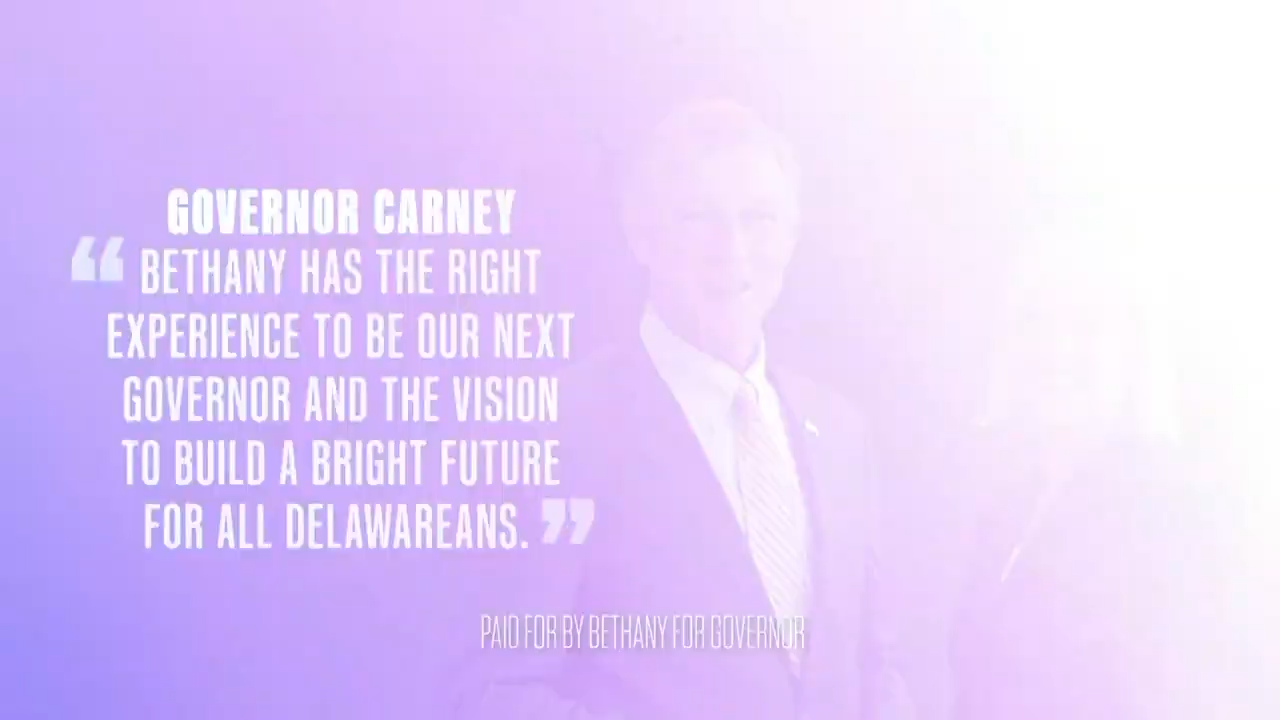 GOVERNOR CARNEY
“ BETHANY HAS THE RIGHT
EXPERIENCE TO BE OUR NEXT
GOVERNOR AND THE VISION
TO BUILD A BRIGHT FUTURE
FOR ALL DELAWAREANS. ”
PAID FOR BY BETHANY FOR GOVERNOR